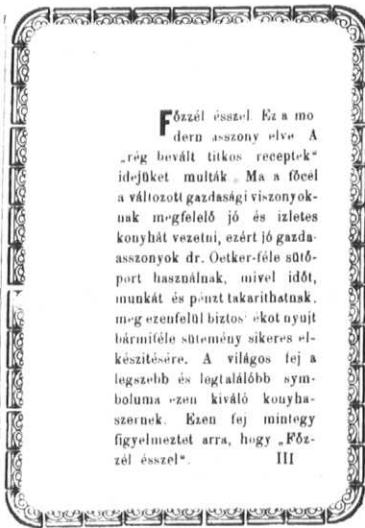 Főzzél ésszel. Ez a mo
dern asszony elve A
„rég bevált titkos receptek“
idejüket multák. Ma a főcél
a változott gazdasági viszonyok-
nak megfelelő jó és izletes
konyhát vezetni, ezért jó gazda-
asszonyok dr. Oetker-féle sütő-
port használnak, mivel időt,
munkát és pénzt takarithatnak.
meg ezenfelül nyujt
bármiféle sütemény sikeres el-
készitésére. A világos fej a
legszebb és legtalálóbb sym-
boluma ezen kiváló konyha-
szernek. Ezen fej mintegy
figyelmeztet arra, hogy „Főz-
zél ésszel“. III